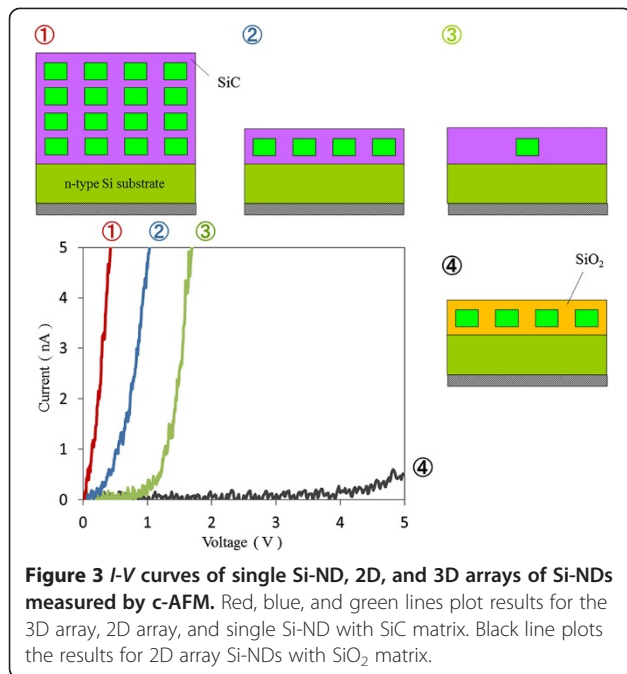 ① ② ③
SiC
n-type Si substrate
① ② ③
④
SiO₂
5
4
3
2
1
0
Current ( nA )
④
0 1 2 3 4 5
Voltage ( V )
Figure 3 I-V curves of single Si-ND, 2D, and 3D arrays of Si-NDs
measured by c-AFM. Red, blue, and green lines plot results for the
3D array, 2D array, and single Si-ND with SiC matrix. Black line plots
the results for 2D array Si-NDs with SiO₂ matrix.